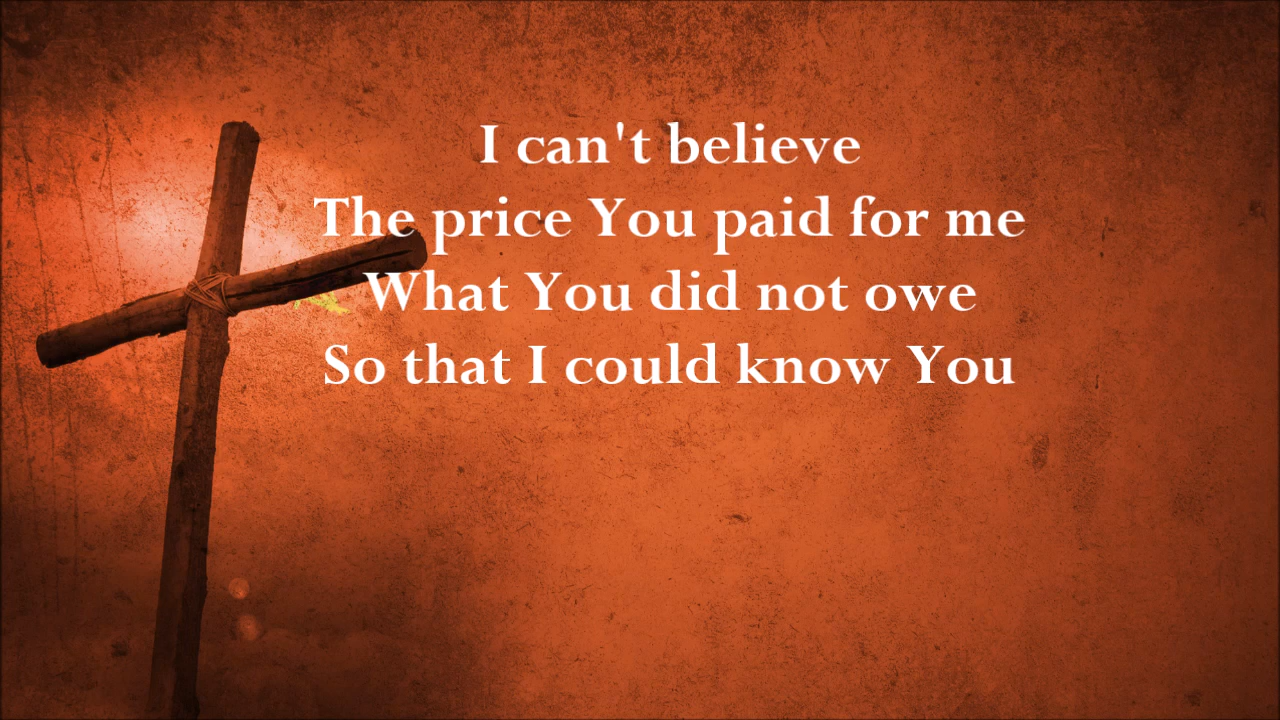 I can't believe
The price You paid for me
What You did not owe
So that I could know You